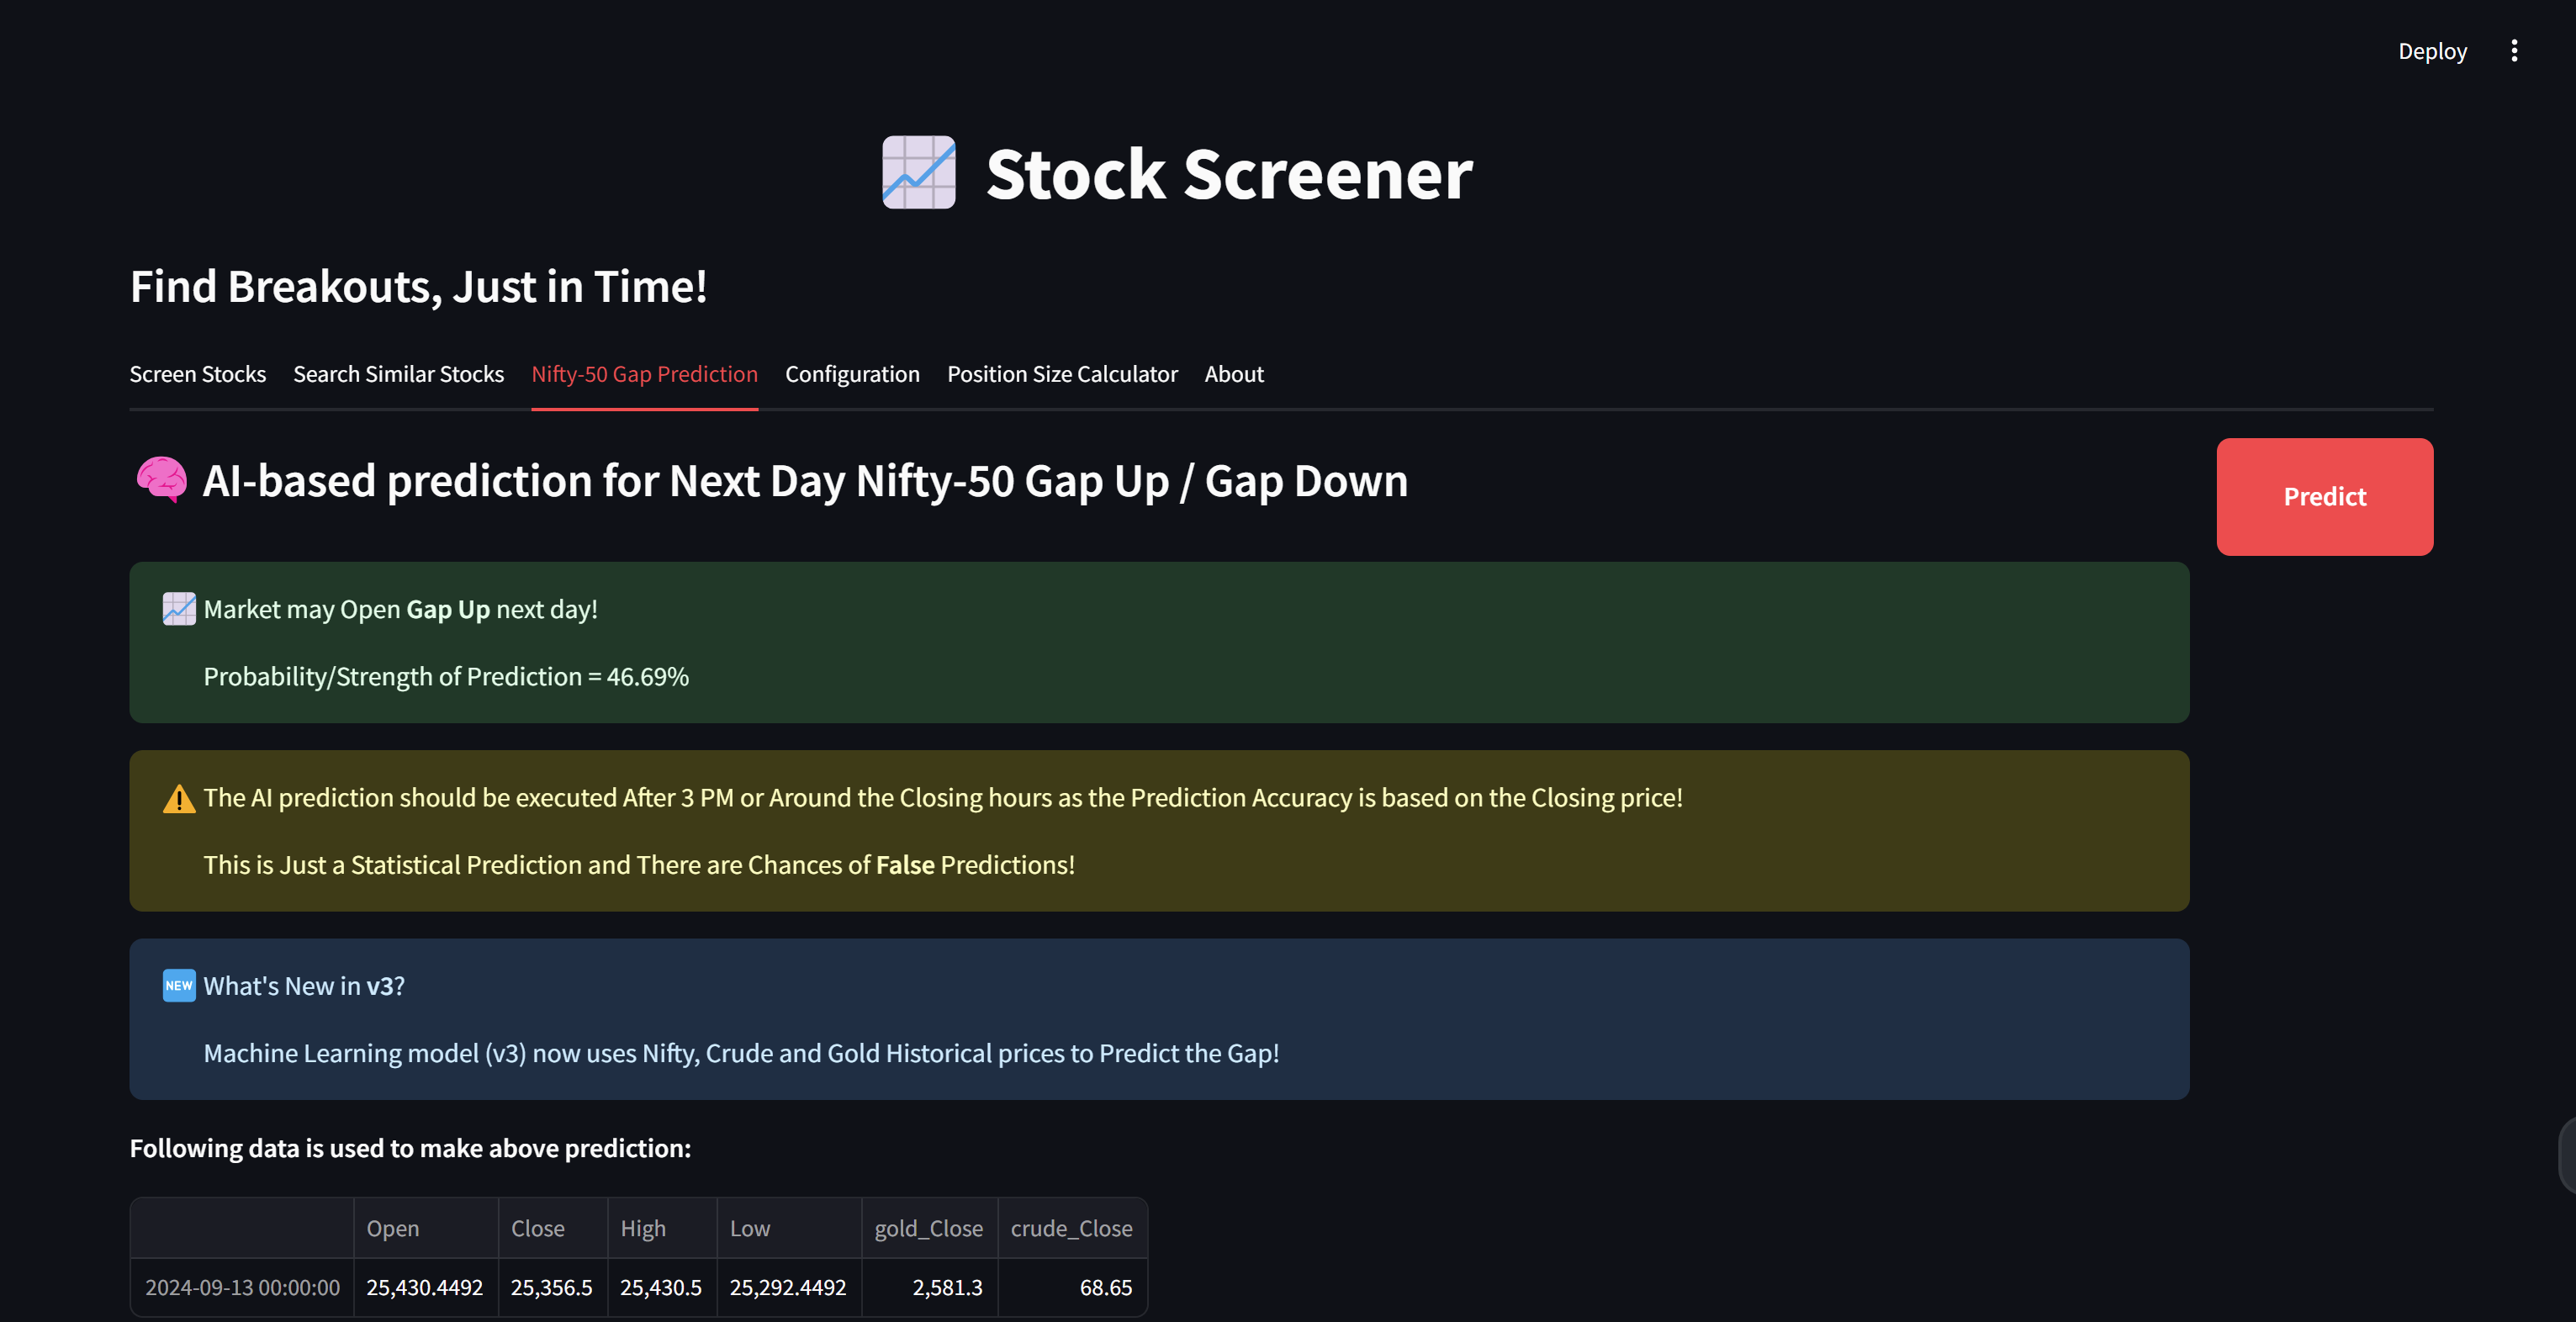 Deploy
Stock Screener
Find Breakouts, Just in Time!
Screen Stocks Search Similar Stocks Nifty-50 Gap Prediction Configuration Position Size Calculator About
AI-based prediction for Next Day Nifty-50 Gap Up / Gap Down
Predict
Market may Open Gap Up next day!
Probability/Strength of Prediction = 46.69%
The AI prediction should be executed After 3 PM or Around the Closing hours as the Prediction Accuracy is based on the Closing price!
This is Just a Statistical Prediction and There are Chances of False Predictions!
NEW What's New in v3?
Machine Learning model (v3) now uses Nifty, Crude and Gold Historical prices to Predict the Gap!
Following data is used to make above prediction:
Open Close High Low gold_Close crude_Close
2024-09-13 00:00:00 25,430.4492 25,356.5 25,430.5 25,292.4492 2,581.3 68.65